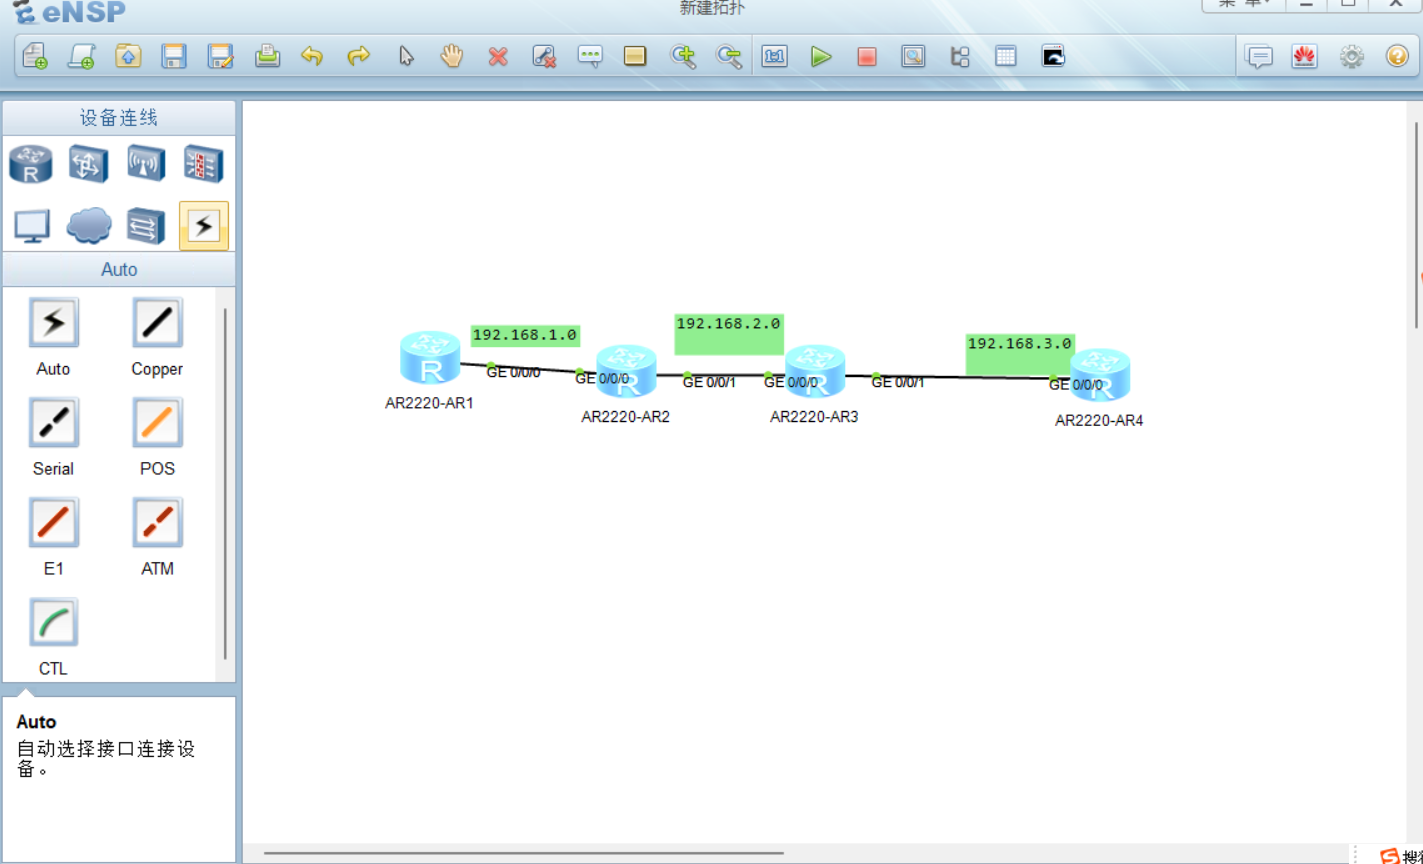 eNSP
新建拓扑
菜 单
设备连线
R
Auto
Auto
Copper
Serial
POS
E1
ATM
CTL
Auto
自动选择接口连接设
备。
192.168.1.0
192.168.2.0
192.168.3.0
R
GE 0/0/0
GE 0/0/0
R
GE 0/0/1
GE 0/0/0
R
GE 0/0/1
GE 0/0/0
R
AR2220-AR1
AR2220-AR2
AR2220-AR3
AR2220-AR4
1:1
S